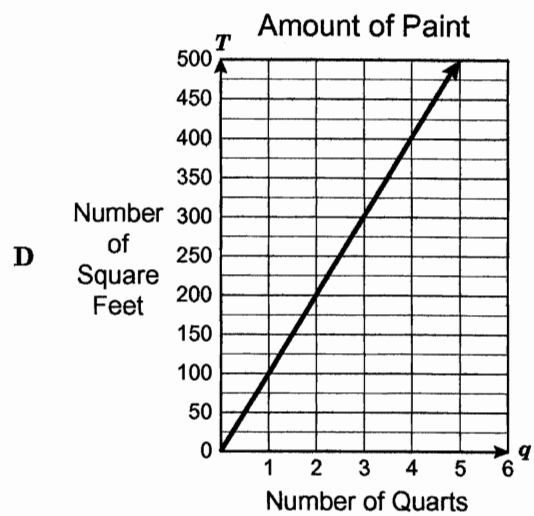 Amount of Paint
T
500
450
400
350
300
250
200
150
100
50
0
Number
of
Square
Feet
D
1 2 3 4 5 6
q
Number of Quarts